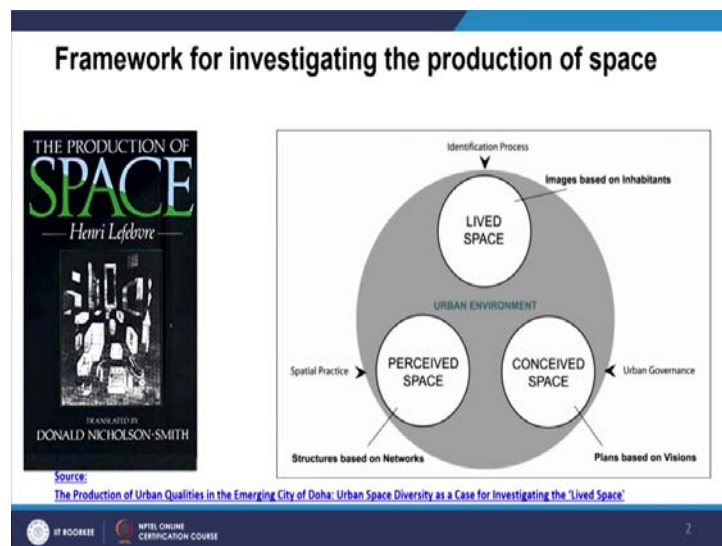 Framework for investigating the production of space
THE PRODUCTION OF
SPACE
Henri Lefebvre
TRANSLATED BY
DONALD NICHOLSON-SMITH
Identification Process
Images based on Inhabitants
LIVED
SPACE
URBAN ENVIRONMENT
PERCEIVED
SPACE
CONCEIVED
SPACE
Spatial Practice
Urban Governance
Structures based on Networks
Plans based on Visions
Source:
The Production of Urban Qualities in the Emerging City of Doha: Urban Space Diversity as a Case for Investigating the 'Lived Space'
IIT ROORKEE
NPTEL ONLINE
CERTIFICATION COURSE
2